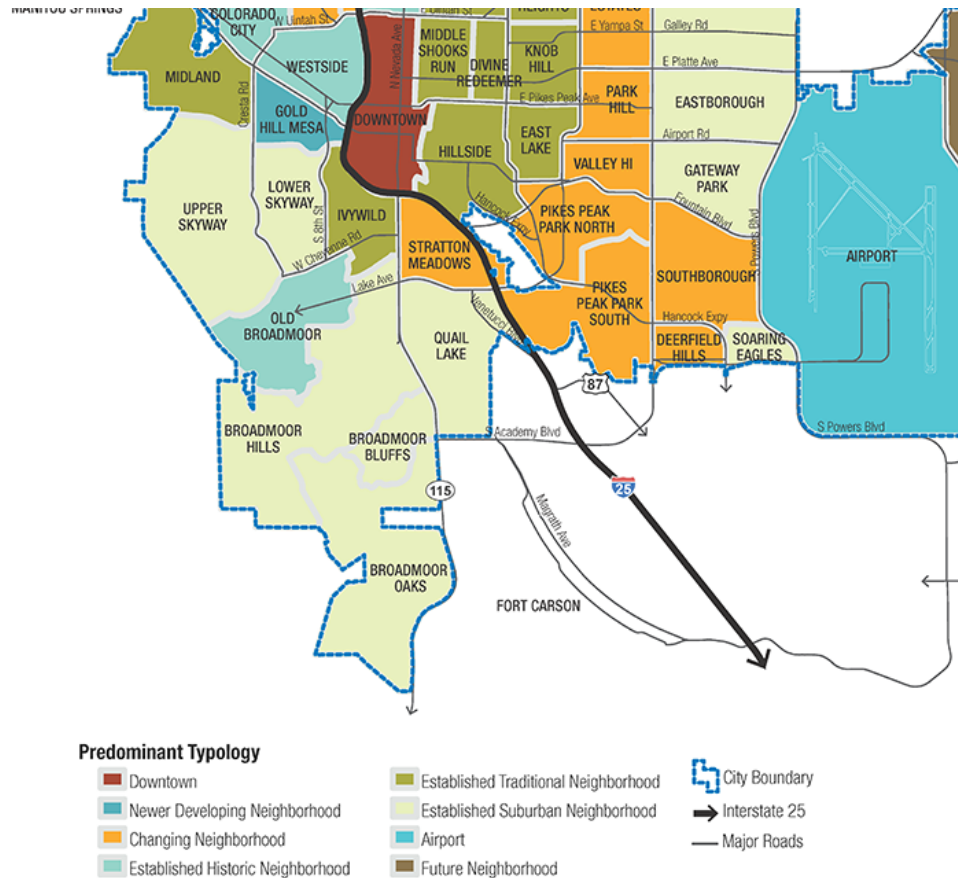 MANITOU SPRINGS
COLORADO
CITY
W Uintah St
E Uintah St
HEIGHTS
ESTATES
E Yampa St
Galley Rd
MIDLAND
WESTSIDE
N Nevada Ave
MIDDLE
SHOOKS
RUN
DIVINE
REDEEMER
KNOB
HILL
E Platte Ave
Cresta Rd
GOLD
HILL MESA
DOWNTOWN
E Pikes Peak Ave
PARK
HILL
EASTBOROUGH
HILLSIDE
EAST
LAKE
Airport Rd
VALLEY HI
GATEWAY
PARK
UPPER
SKYWAY
LOWER
SKYWAY
S 8th St
IVYWILD
Hancock Expy
PIKES PEAK
PARK NORTH
Fountain Blvd
S Powers Blvd
W Cheyenne Rd
STRATTON
MEADOWS
AIRPORT
SOUTHBOROUGH
Lake Ave
OLD
BROADMOOR
Venetucci Blvd
PIKES
PEAK PARK
SOUTH
Hancock Expy
QUAIL
LAKE
DEERFIELD
HILLS
SOARING
EAGLES
87
BROADMOOR
HILLS
BROADMOOR
BLUFFS
S Academy Blvd
S Powers Blvd
115
25
Magrath Ave
BROADMOOR
OAKS
FORT CARSON
Predominant Typology
Downtown
Newer Developing Neighborhood
Changing Neighborhood
Established Historic Neighborhood
Established Traditional Neighborhood
Established Suburban Neighborhood
Airport
Future Neighborhood
City Boundary
Interstate 25
Major Roads